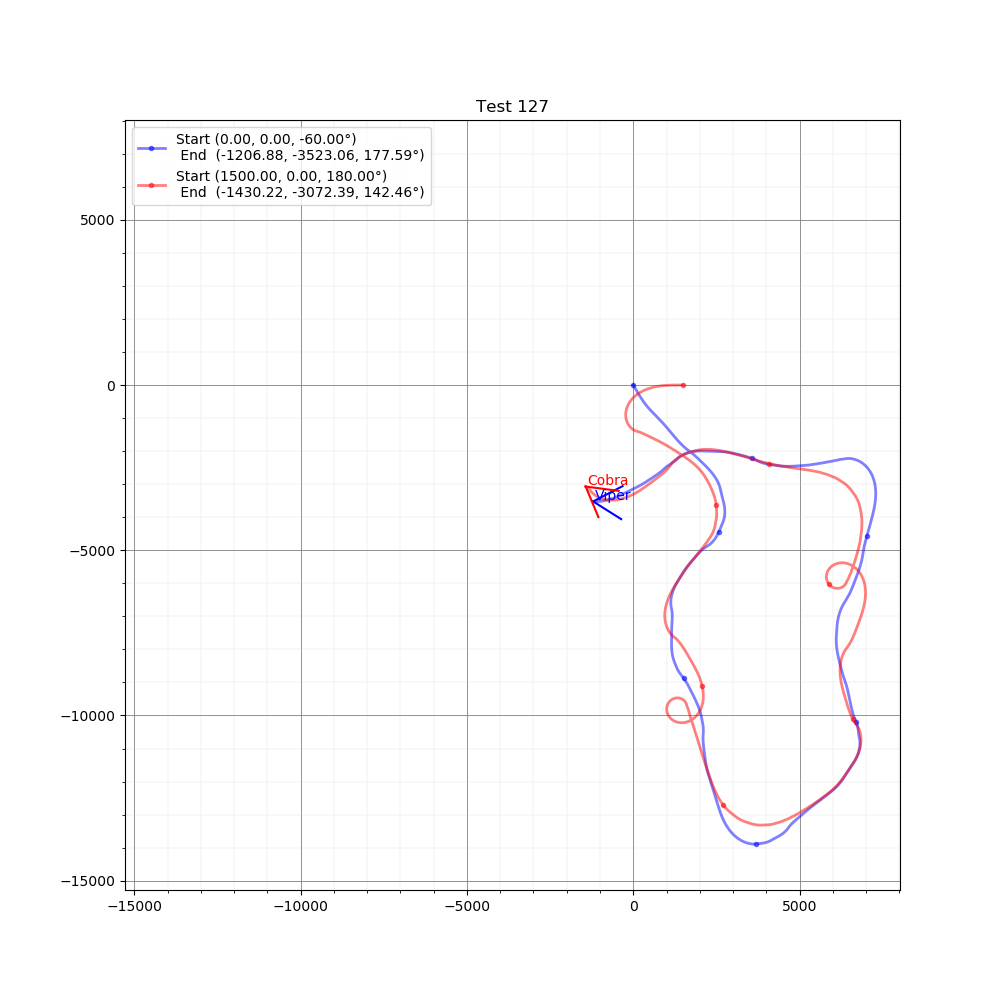 Test 127
Start (0.00, 0.00, -60.00°)
End  (-1206.88, -3523.06, 177.59°)
Start (1500.00, 0.00, 180.00°)
End  (-1430.22, -3072.39, 142.46°)
5000
0
−5000
−10000
−15000
Cobra
Viper
−15000
−10000
−5000
0
5000